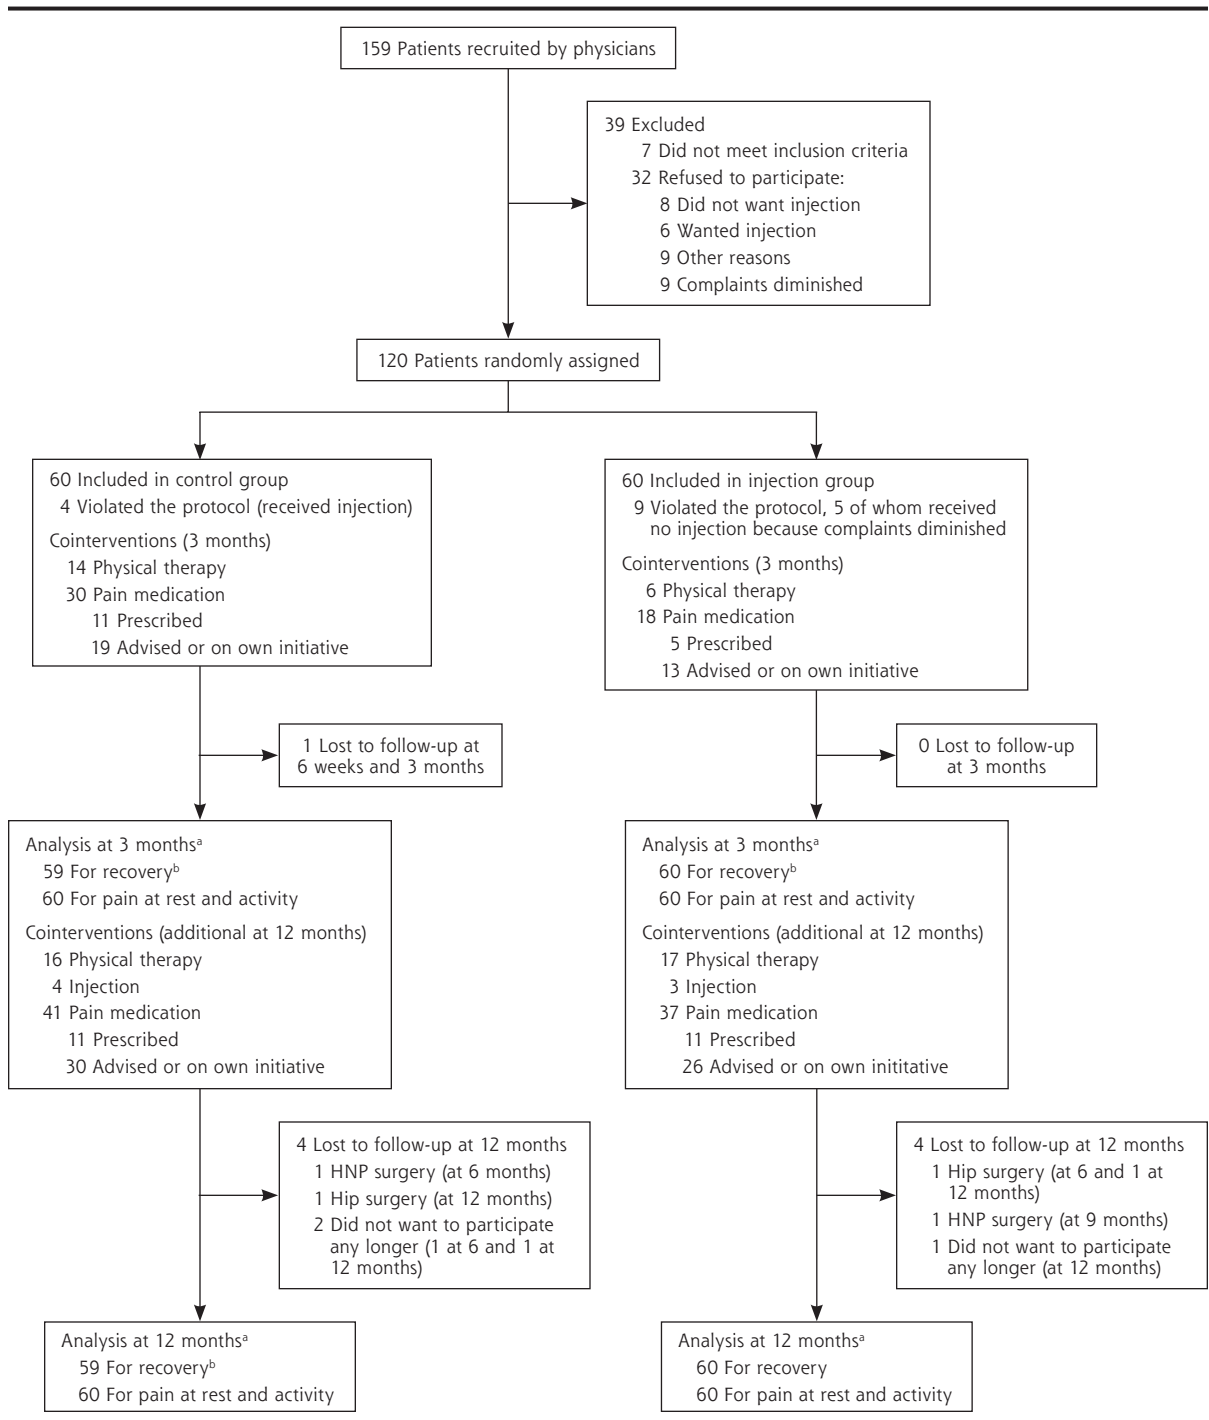 159 Patients recruited by physicians
39 Excluded
7 Did not meet inclusion criteria
32 Refused to participate:
8 Did not want injection
6 Wanted injection
9 Other reasons
9 Complaints diminished
120 Patients randomly assigned
60 Included in control group
4 Violated the protocol (received injection)
Cointerventions (3 months)
14 Physical therapy
30 Pain medication
11 Prescribed
19 Advised or on own initiative
60 Included in injection group
9 Violated the protocol, 5 of whom received
no injection because complaints diminished
Cointerventions (3 months)
6 Physical therapy
18 Pain medication
5 Prescribed
13 Advised or on own initiative
1 Lost to follow-up at
6 weeks and 3 months
0 Lost to follow-up
at 3 months
Analysis at 3 monthsᵃ
59 For recoveryᵇ
60 For pain at rest and activity
Cointerventions (additional at 12 months)
16 Physical therapy
4 Injection
41 Pain medication
11 Prescribed
30 Advised or on own initiative
Analysis at 3 monthsᵃ
60 For recoveryᵇ
60 For pain at rest and activity
Cointerventions (additional at 12 months)
17 Physical therapy
3 Injection
37 Pain medication
11 Prescribed
26 Advised or on own inititative
4 Lost to follow-up at 12 months
1 HNP surgery (at 6 months)
1 Hip surgery (at 12 months)
2 Did not want to participate
any longer (1 at 6 and 1 at
12 months)
4 Lost to follow-up at 12 months
1 Hip surgery (at 6 and 1 at
12 months)
1 HNP surgery (at 9 months)
1 Did not want to participate
any longer (at 12 months)
Analysis at 12 monthsᵃ
59 For recoveryᵇ
60 For pain at rest and activity
Analysis at 12 monthsᵃ
60 For recovery
60 For pain at rest and activity